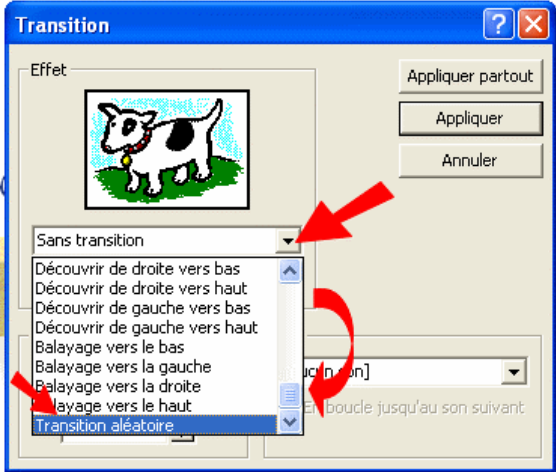 Transition
Effet
Appliquer partout
Appliquer
Annuler
Sans transition
Découvrir de droite vers bas
Découvrir de droite vers haut
Découvrir de gauche vers bas
Découvrir de gauche vers haut
Balayage vers le bas
Balayage vers la gauche
Balayage vers la droite
Balayage vers le haut
Transition aléatoire
son]
En boucle jusqu'au son suivant